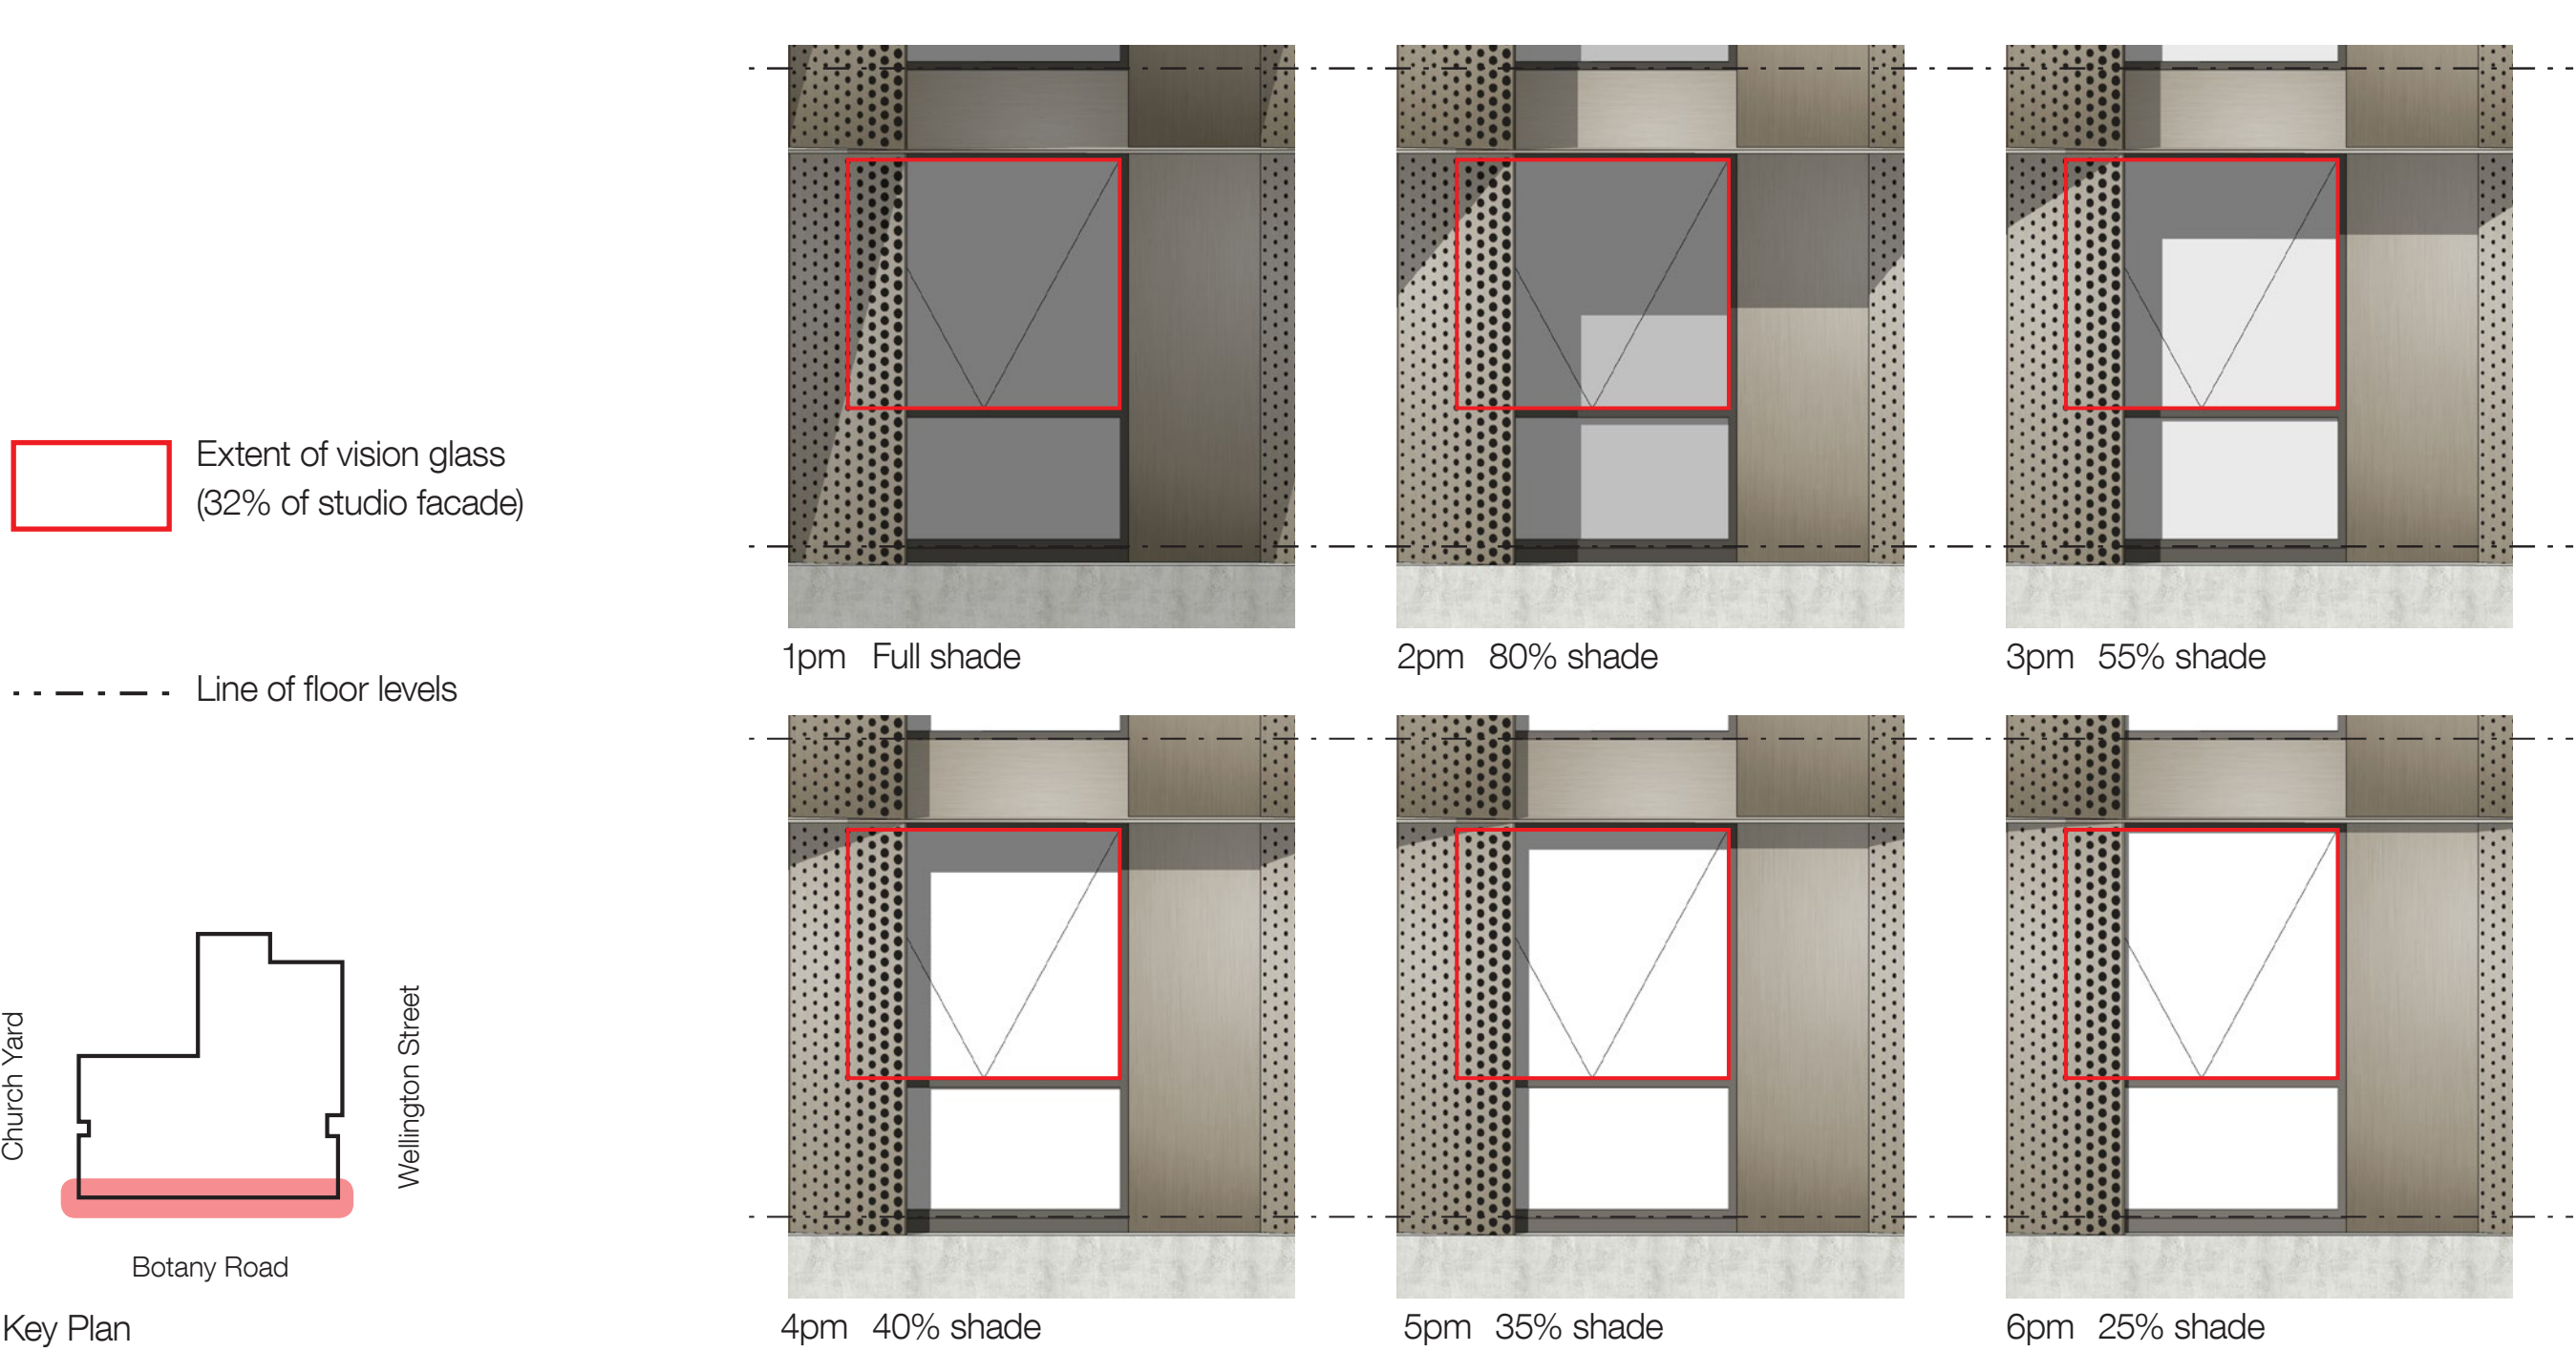 Extent of vision glass
(32% of studio facade)
Line of floor levels
Church Yard
Wellington Street
Botany Road
Key Plan
1pm Full shade
2pm 80% shade
3pm 55% shade
4pm 40% shade
5pm 35% shade
6pm 25% shade